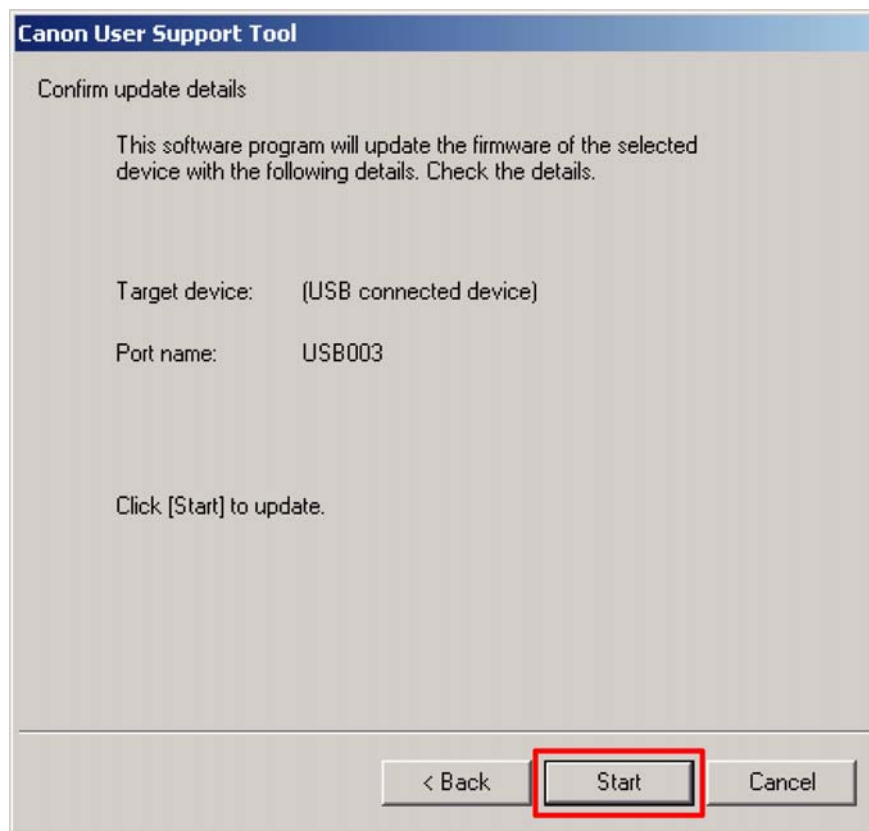 Canon User Support Tool
Confirm update details
This software program will update the firmware of the selected
device with the following details. Check the details.
Target device: (USB connected device)
Port name: USB003
Click [Start] to update.
< Back Start Cancel